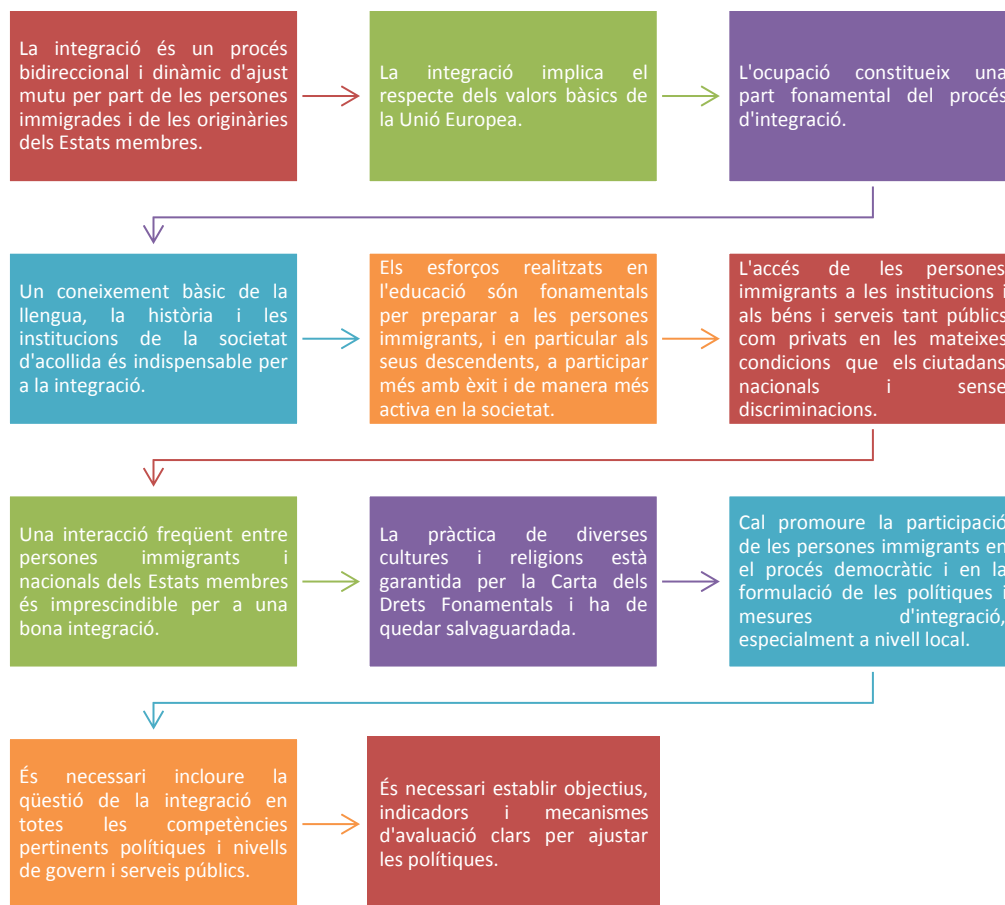 La integració és un procés
bidireccional i dinàmic d'ajust
mutu per part de les persones
immigrades i de les originàries
dels Estats membres.
La integració implica el
respecte dels valors bàsics de
la Unió Europea.
L'ocupació constitueix una
part fonamental del procés
d'integració.
Un coneixement bàsic de la
llengua, la història i les
institucions de la societat
d'acollida és indispensable per
a la integració.
Els esforços realitzats en
l'educació són fonamentals
per preparar a les persones
immigrants, i en particular als
seus descendents, a participar
més amb èxit i de manera més
activa en la societat.
L'accés de les persones
immigrants a les institucions i
als béns i serveis tant públics
com privats en les mateixes
condicions que els ciutadans
nacionals i sense
discriminacions.
Una interacció freqüent entre
persones immigrants i
nacionals dels Estats membres
és imprescindible per a una
bona integració.
La pràctica de diverses
cultures i religions està
garantida per la Carta dels
Drets Fonamentals i ha de
quedar salvaguardada.
Cal promoure la participació
de les persones immigrants en
el procés democràtic i en la
formulació de les polítiques i
mesures d'integració,
especialment a nivell local.
És necessari incloure la
qüestió de la integració en
totes les competències
pertinents polítiques i nivells
de govern i serveis públics.
És necessari establir objectius,
indicadors i mecanismes
d'avaluació clars per ajustar
les polítiques.